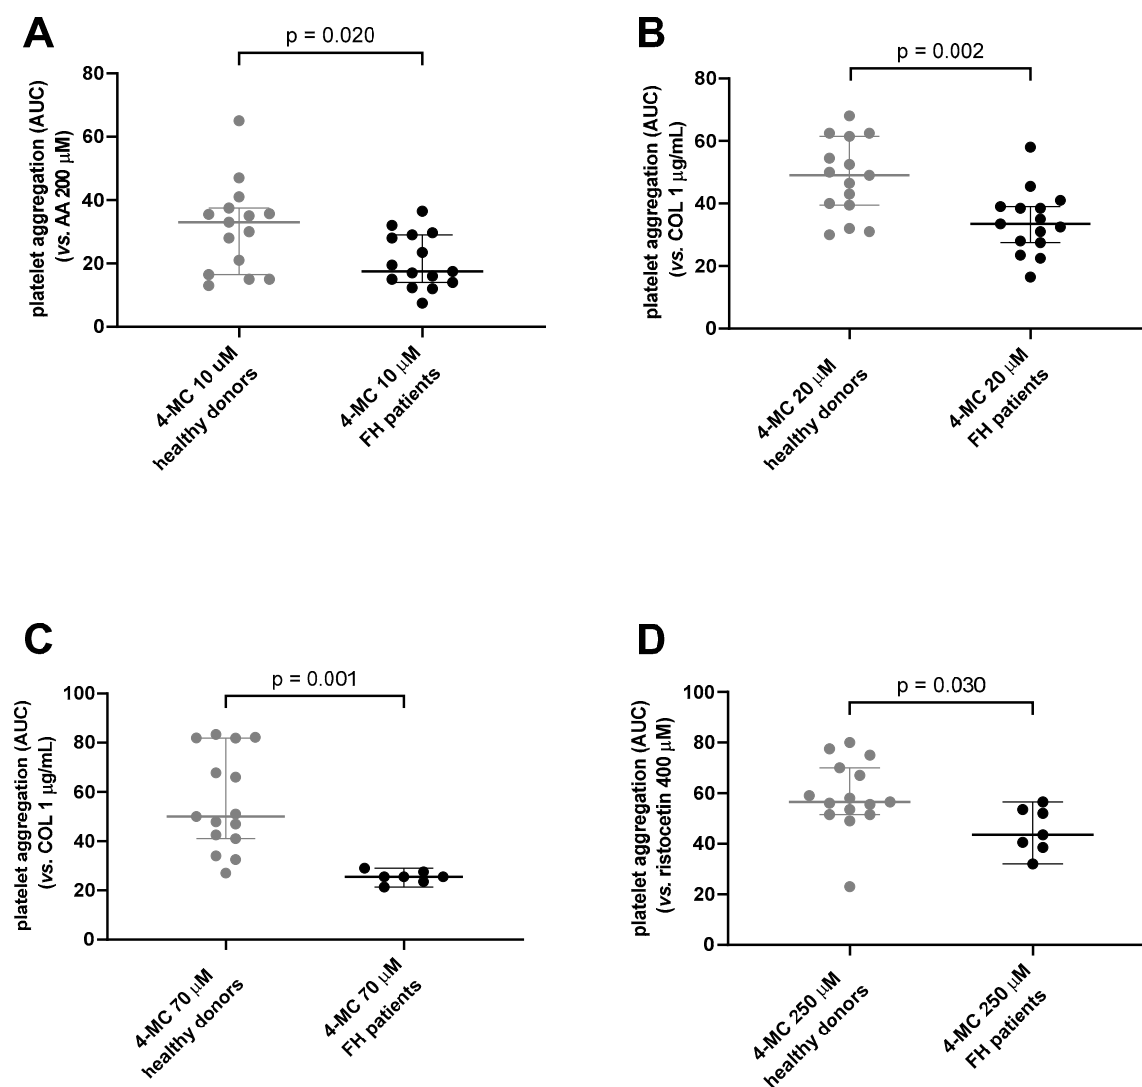 A
p = 0.020
platelet aggregation (AUC)
(vs. AA 200 μM)
80
60
40
20
0
4-MC 10 uM
healthy donors
4-MC 10 μM
FH patients
B
p = 0.002
platelet aggregation (AUC)
(vs. COL 1 μg/mL)
80
60
40
20
0
4-MC 20 μM
healthy donors
4-MC 20 μM
FH patients
C
p = 0.001
platelet aggregation (AUC)
(vs. COL 1 μg/mL)
100
80
60
40
20
0
4-MC 70 μM
healthy donors
4-MC 70 μM
FH patients
D
p = 0.030
platelet aggregation (AUC)
(vs. ristocetin 400 μM)
100
80
60
40
20
0
4-MC 250 μM
healthy donors
4-MC 250 μM
FH patients